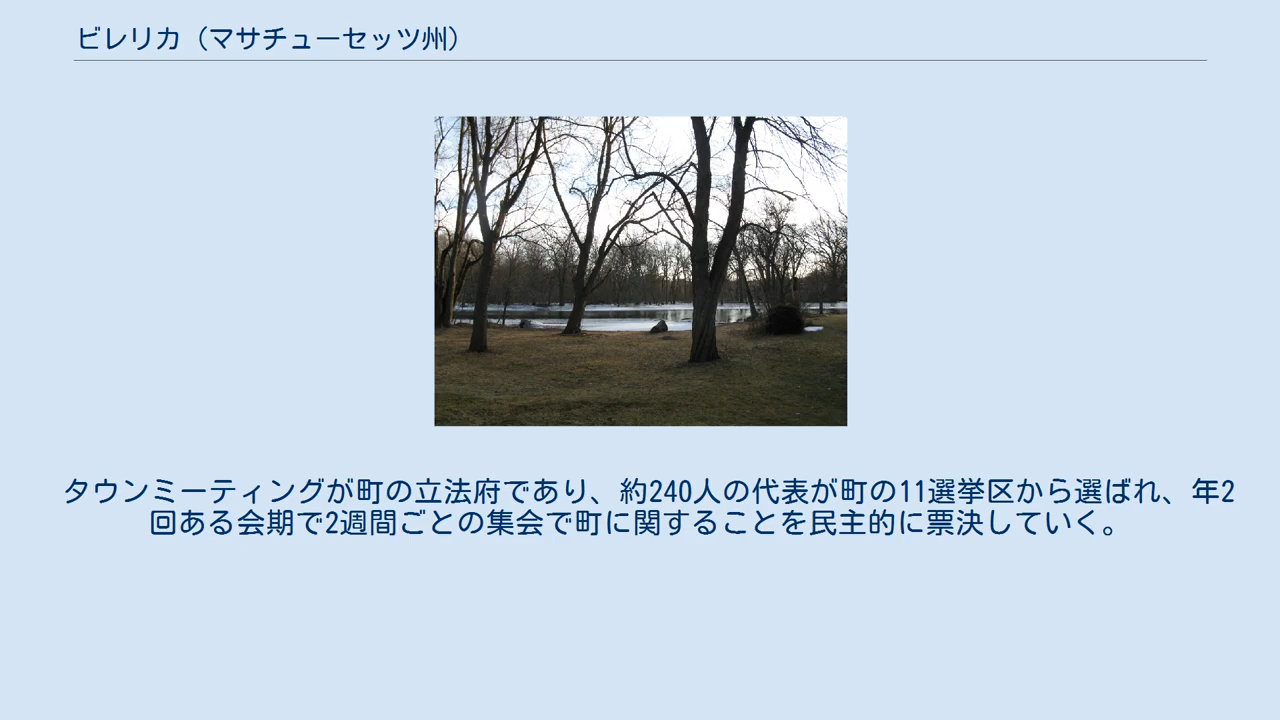 ビレリカ（マサチューセッツ州）
タウンミーティングが町の立法府であり、約240人の代表が町の11選挙区から選ばれ、年2
回ある会期で2週間ごとの集会で町に関することを民主的に票決していく。